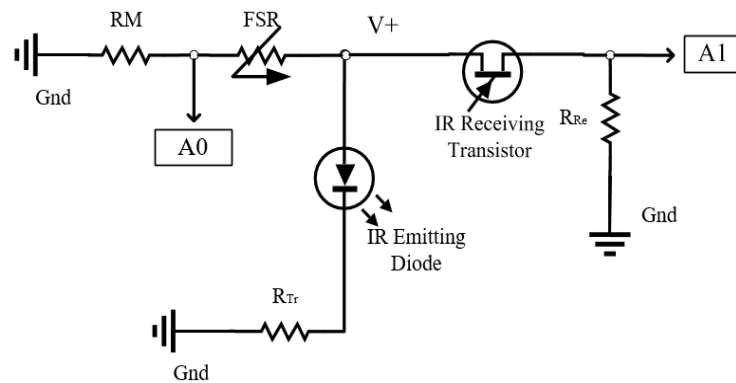 RM
FSR
V+
A1
Gnd
A0
IR Receiving
Transistor
RRe
Gnd
IR Emitting
Diode
RTr
Gnd